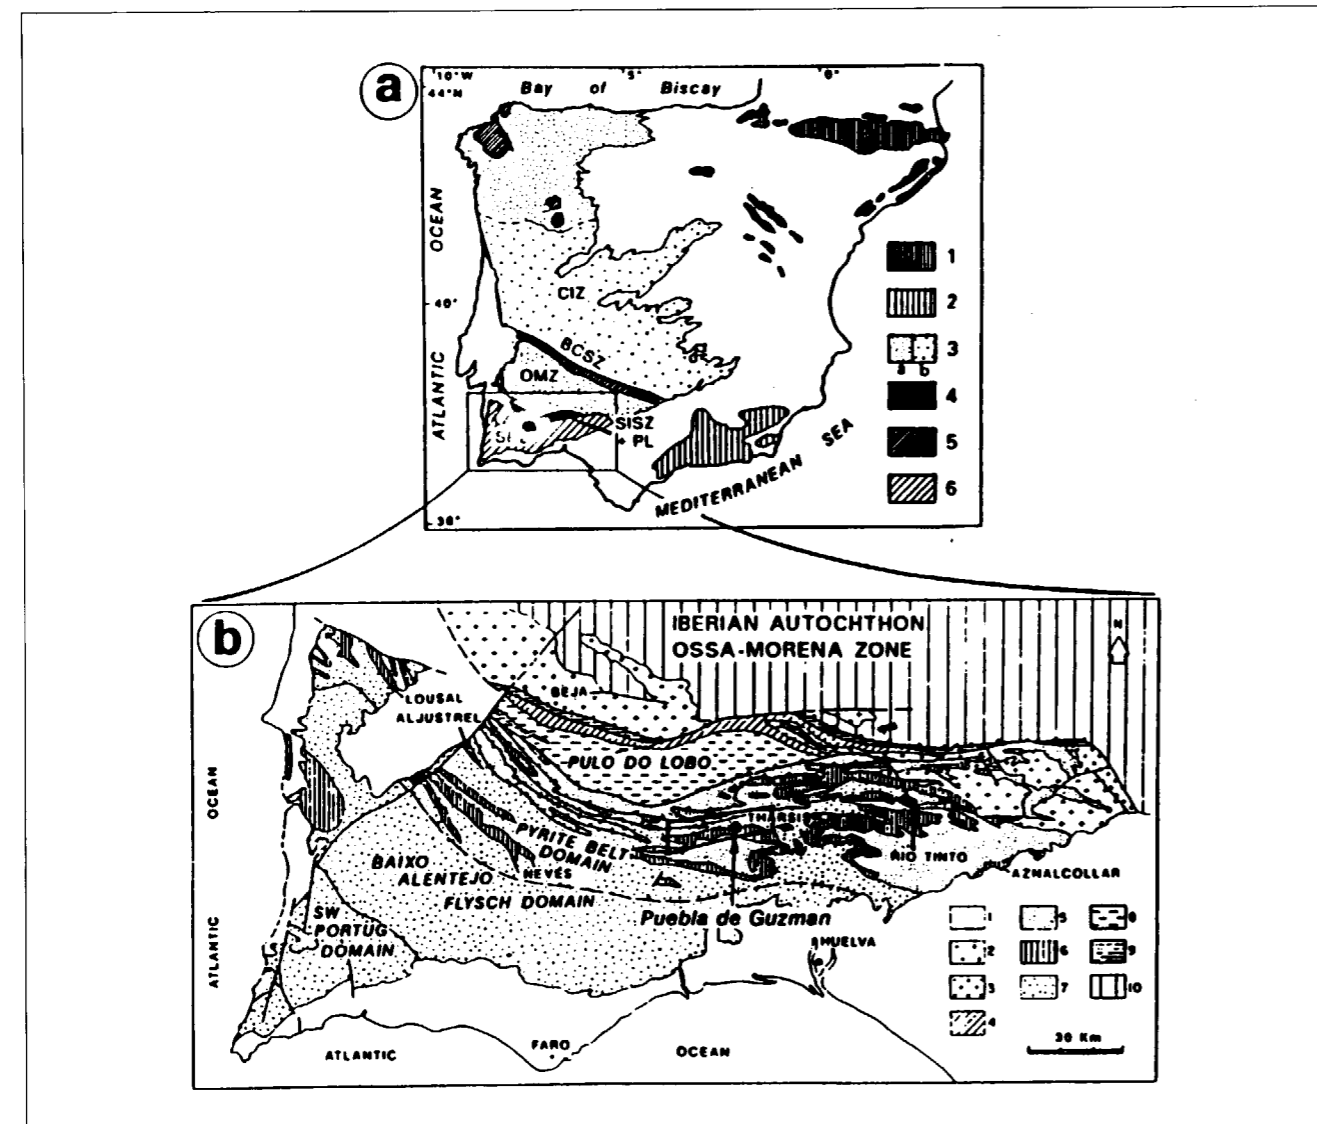 a
10°W
5°
0°
44°N
Bay of Biscay
OCEAN
ATLANTIC
40°
CIZ
BCSZ
OMZ
SISZ
+ PL
MEDITERRANEAN SEA
1
2
3
a b
4
5
6
b
IBERIAN AUTOCHTHON
OSSA-MORENA ZONE
N
BEJA
LOUSAL
ALJUSTREL
PULO DO LOBO
OCEAN
THARSIS
PYRITE BELT
DOMAIN
RIO TINTO
BAIXO
ALENTEJO
NEVES
AZNALCOLLAR
FLYSCH DOMAIN
Puebla de Guzman
SW
PORTUG
DOMAIN
HUELVA
ATLANTIC
1 5 8
2 6 9
3 7 10
4
30 Km
FARO
ATLANTIC
OCEAN